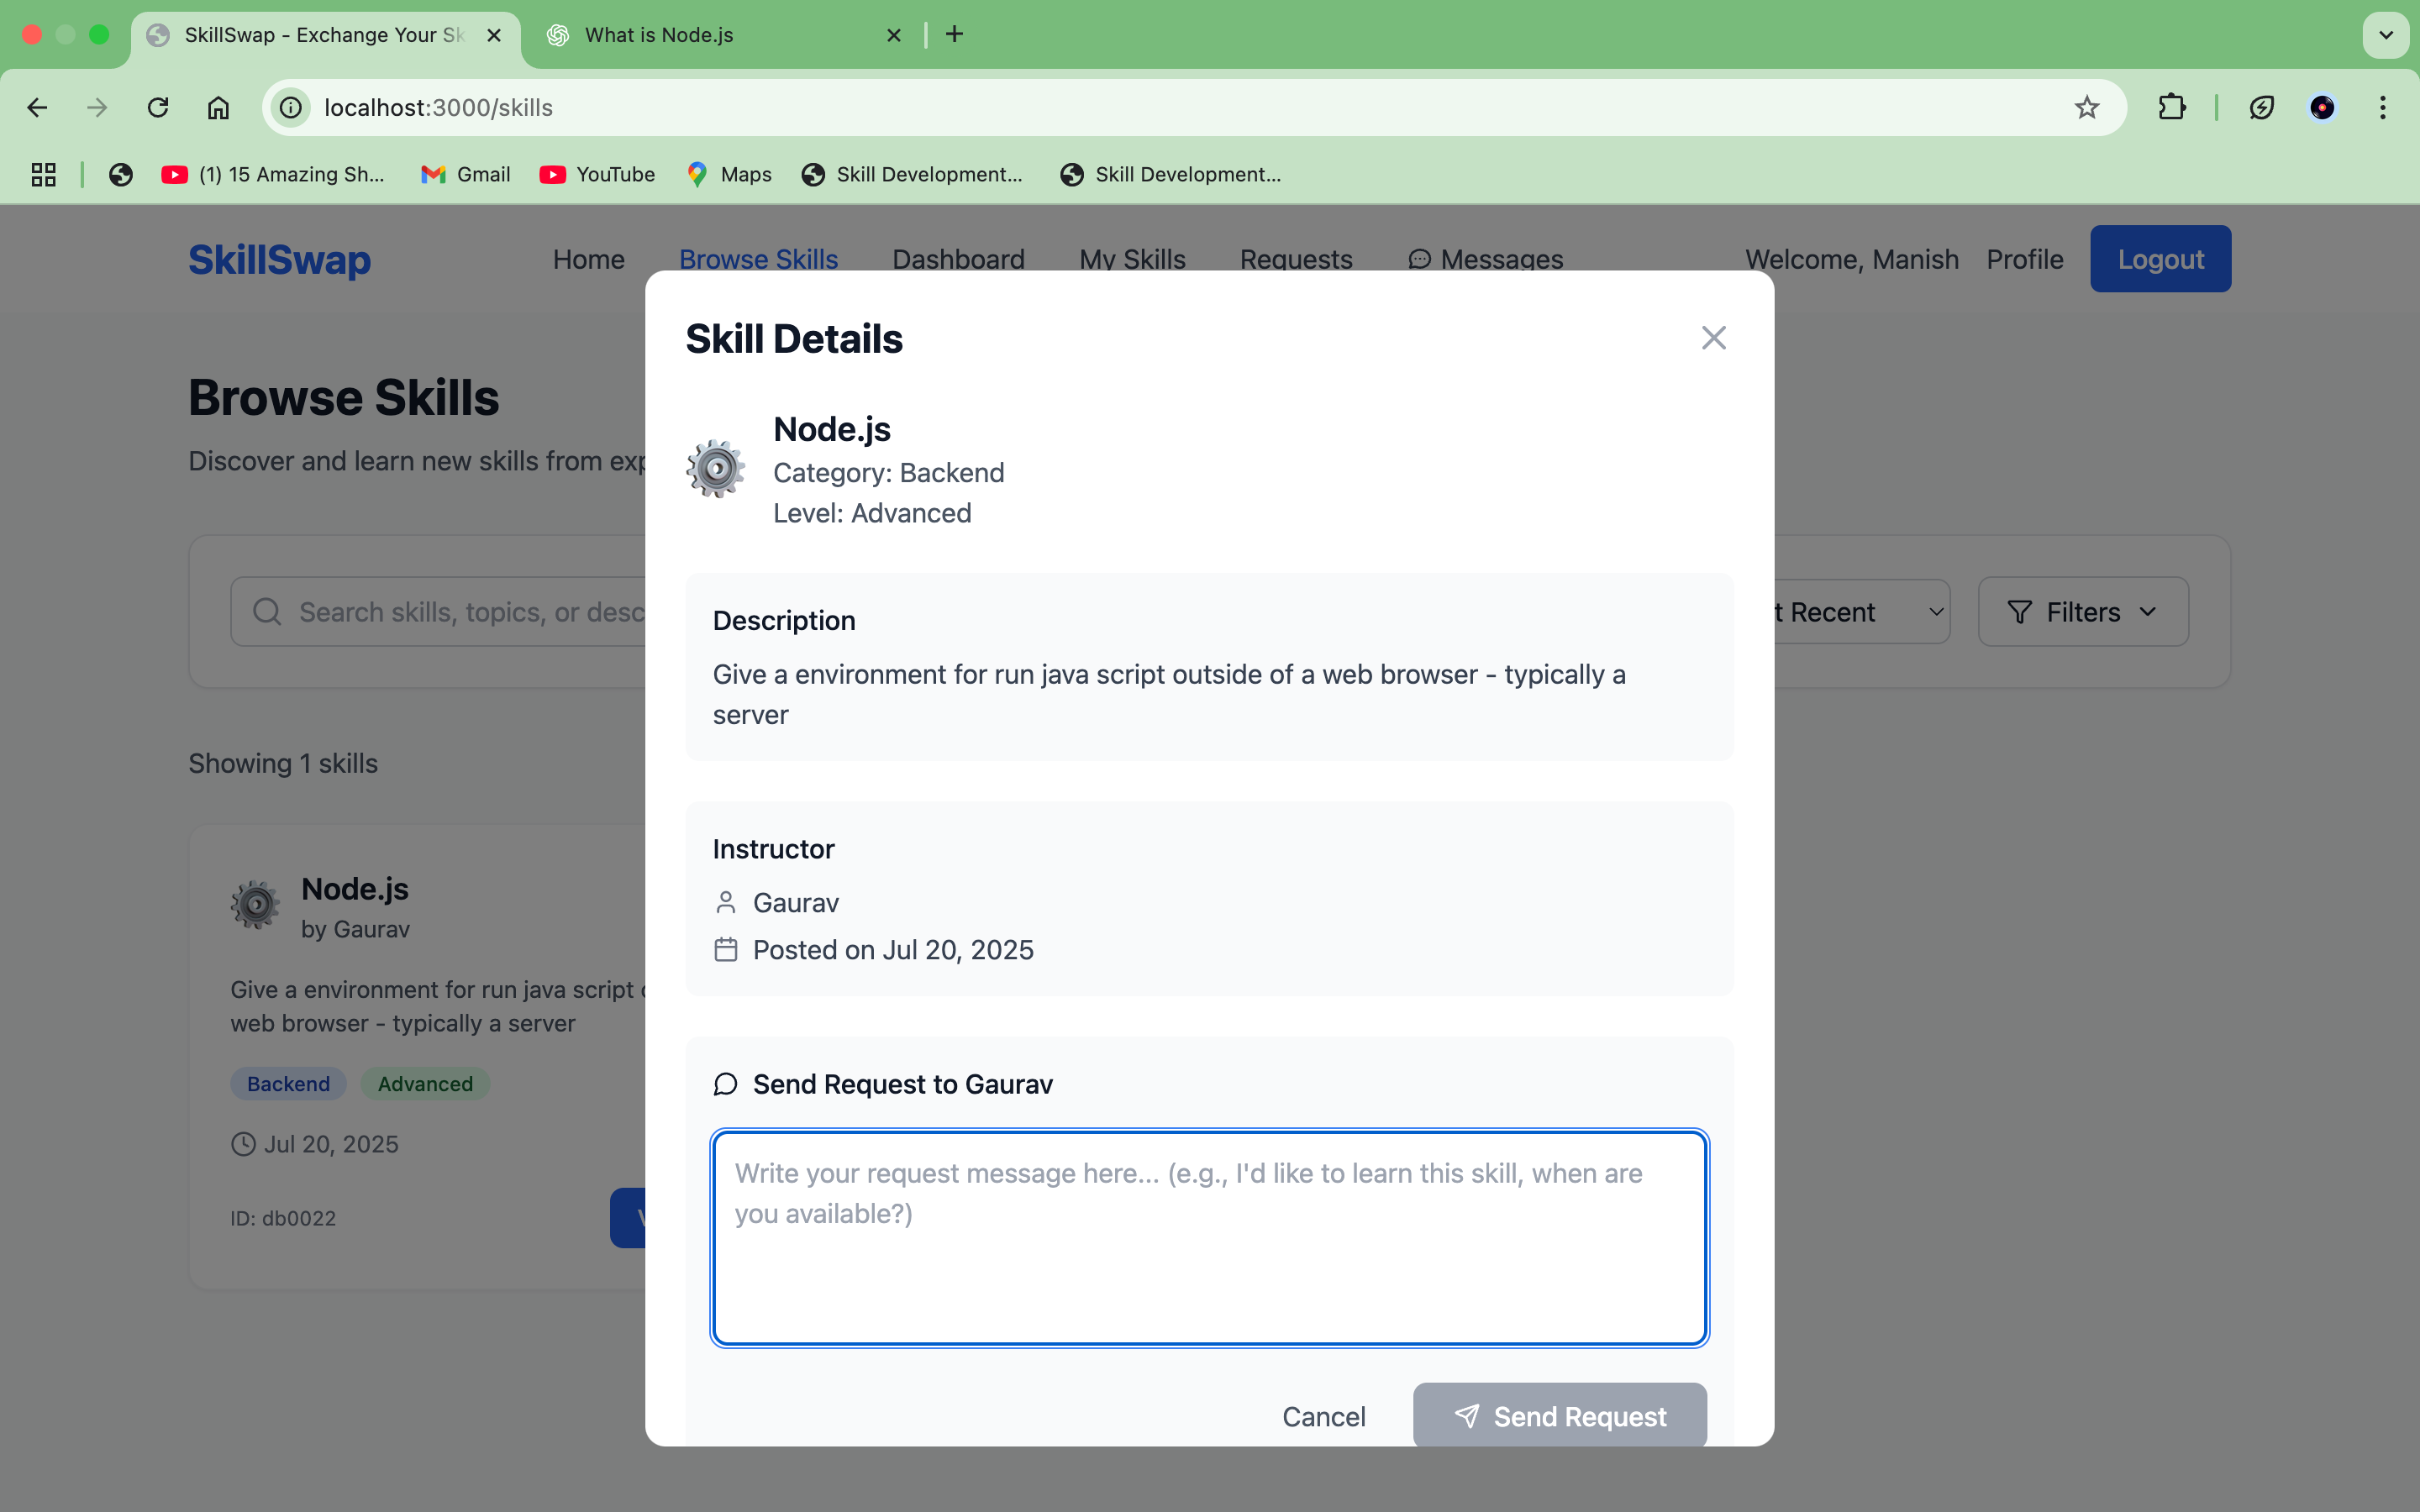 SkillSwap - Exchange Your Sk
What is Node.js
localhost:3000/skills
(1) 15 Amazing Sh...
Gmail
YouTube
Maps
Skill Development...
Skill Development...
SkillSwap
Home
Browse Skills
Dashboard
My Skills
Requests
Messages
Welcome, Manish
Profile
Logout
Browse Skills
Discover and learn new skills from exp
Search skills, topics, or desc
t Recent
Filters
Showing 1 skills
Node.js
by Gaurav
Give a environment for run java script
web browser - typically a server
Backend
Advanced
Jul 20, 2025
ID: db0022
Skill Details
Node.js
Category: Backend
Level: Advanced
Description
Give a environment for run java script outside of a web browser - typically a
server
Instructor
Gaurav
Posted on Jul 20, 2025
Send Request to Gaurav
Write your request message here... (e.g., I'd like to learn this skill, when are
you available?)
Cancel
Send Request